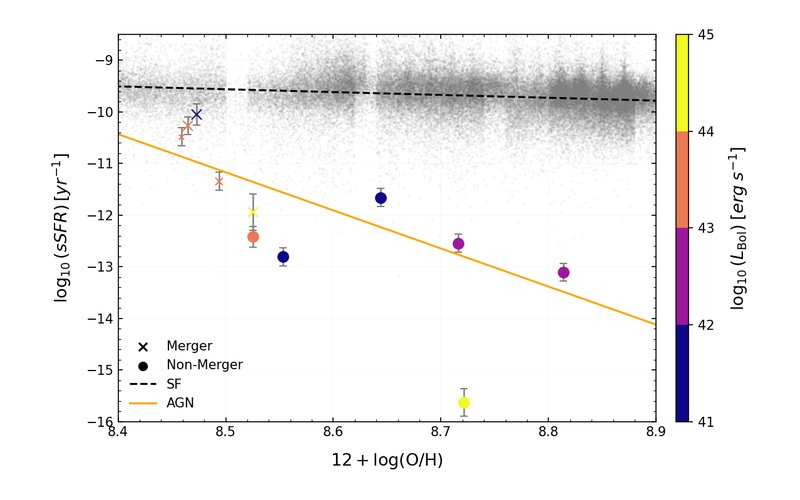 log₁₀(sSFR) [yr⁻¹]
−9
−10
−11
−12
−13
−14
−15
−16
Merger
Non-Merger
SF
AGN
8.4 8.5 8.6 8.7 8.8 8.9
12 + log(O/H)
45
44
43
42
41
log₁₀(L_Bol) [erg s⁻¹]